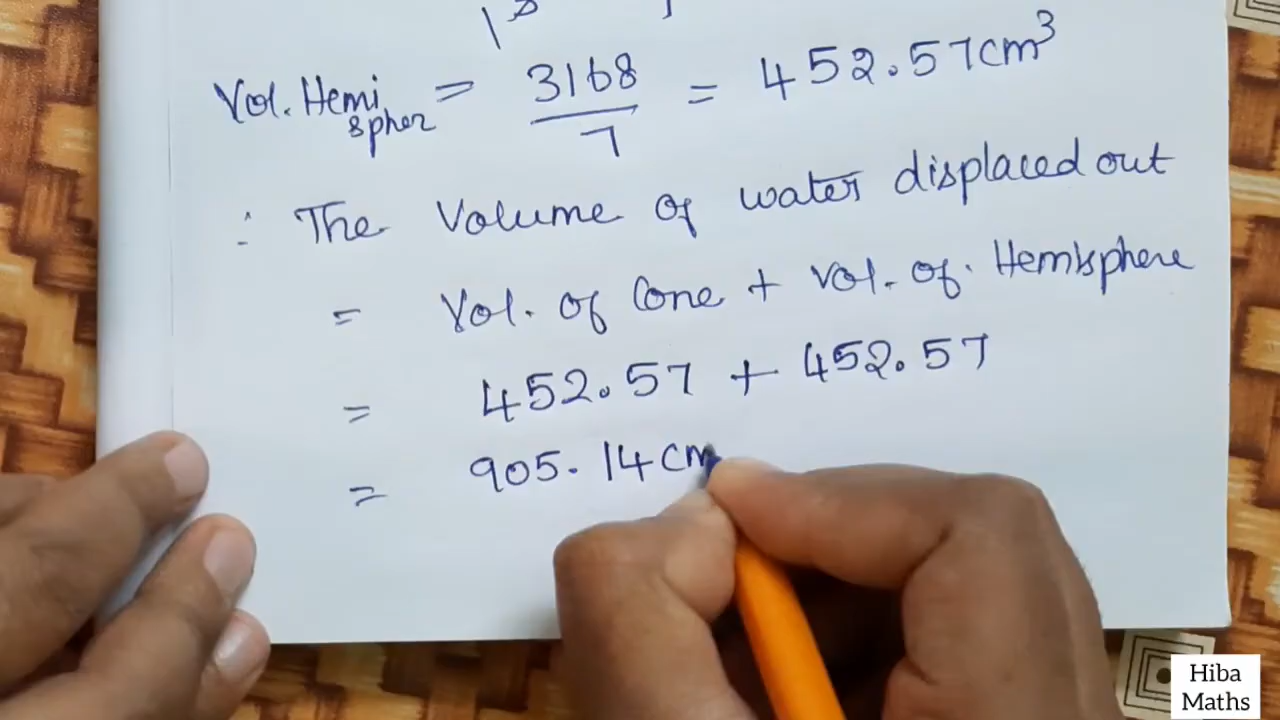 Vol. Hemi spher = 3168/7 = 452.57cm³
∴ The Volume of water displaced out
= Vol. of Cone + Vol. of. Hemisphere
= 452.57 + 452.57
= 905.14cm
Hiba
Maths